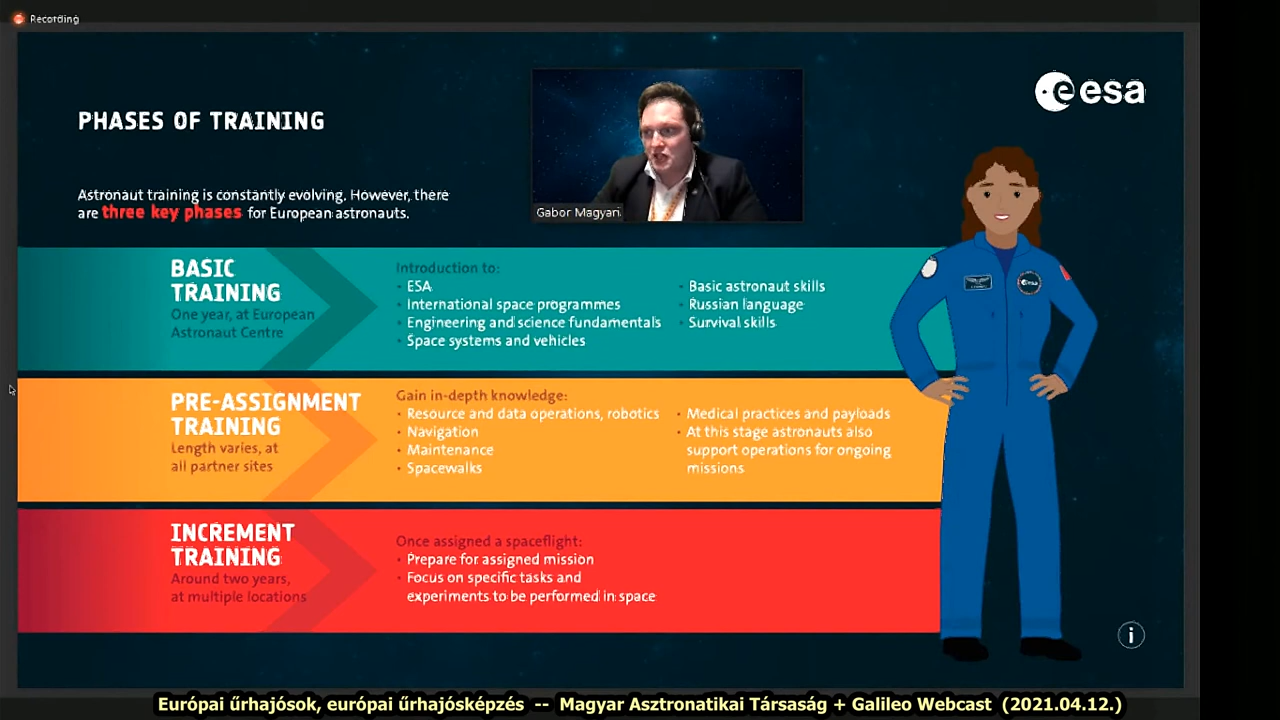 Recording
esa
PHASES OF TRAINING
Astronaut training is constantly evolving. However, there
are three key phases for European astronauts.
Gabor Magyari
BASIC
TRAINING
One year, at European
Astronaut Centre
Introduction to:
· ESA
· International space programmes
· Engineering and science fundamentals
· Space systems and vehicles
· Basic astronaut skills
· Russian language
· Survival skills
esa
PRE-ASSIGNMENT
TRAINING
Length varies, at
all partner sites
Gain in-depth knowledge:
· Resource and data operations, robotics
· Navigation
· Maintenance
· Spacewalks
· Medical practices and payloads
· At this stage astronauts also
support operations for ongoing
missions
INCREMENT
TRAINING
Around two years,
at multiple locations
Once assigned a spaceflight:
· Prepare for assigned mission
· Focus on specific tasks and
experiments to be performed in space
i
Európai űrhajósok, európai űrhajósképzés -- Magyar Asztronatikai Társaság + Galileo Webcast (2021.04.12.)